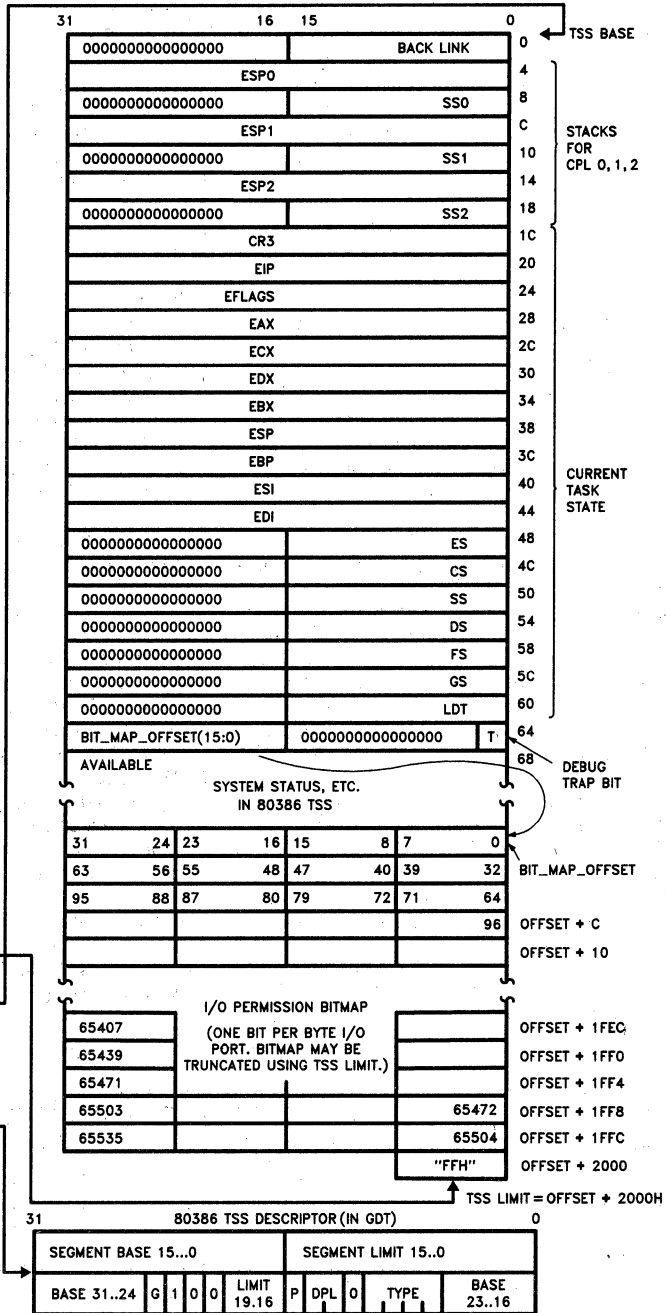 31 16 15 0
0000000000000000 BACK LINK 0 TSS BASE
ESP0 4
0000000000000000 SS0 8
ESP1 C
0000000000000000 SS1 10
ESP2 14
0000000000000000 SS2 18
STACKS
FOR
CPL 0, 1, 2
CR3 1C
EIP 20
EFLAGS 24
EAX 28
ECX 2C
EDX 30
EBX 34
ESP 38
EBP 3C
ESI 40
EDI 44
0000000000000000 ES 48
0000000000000000 CS 4C
0000000000000000 SS 50
0000000000000000 DS 54
0000000000000000 FS 58
0000000000000000 GS 5C
0000000000000000 LDT 60
CURRENT
TASK
STATE
BIT_MAP_OFFSET(15:0) 0000000000000000 T 64
AVAILABLE 68
DEBUG
TRAP BIT
SYSTEM STATUS, ETC.
IN 80386 TSS
31 24 23 16 15 8 7 0
BIT_MAP_OFFSET
63 56 55 48 47 40 39 32
95 88 87 80 79 72 71 64
96 OFFSET + C
OFFSET + 10
I/O PERMISSION BITMAP
(ONE BIT PER BYTE I/O
PORT. BITMAP MAY BE
TRUNCATED USING TSS LIMIT.)
65407 OFFSET + 1FEC
65439 OFFSET + 1FF0
65471 OFFSET + 1FF4
65503 65472 OFFSET + 1FF8
65535 65504 OFFSET + 1FFC
"FFH" OFFSET + 2000
TSS LIMIT = OFFSET + 2000H
31 80386 TSS DESCRIPTOR (IN GDT) 0
SEGMENT BASE 15...0 SEGMENT LIMIT 15..0
BASE 31..24 G 1 0 0 LIMIT 19.16 P DPL 0 TYPE BASE 23..16